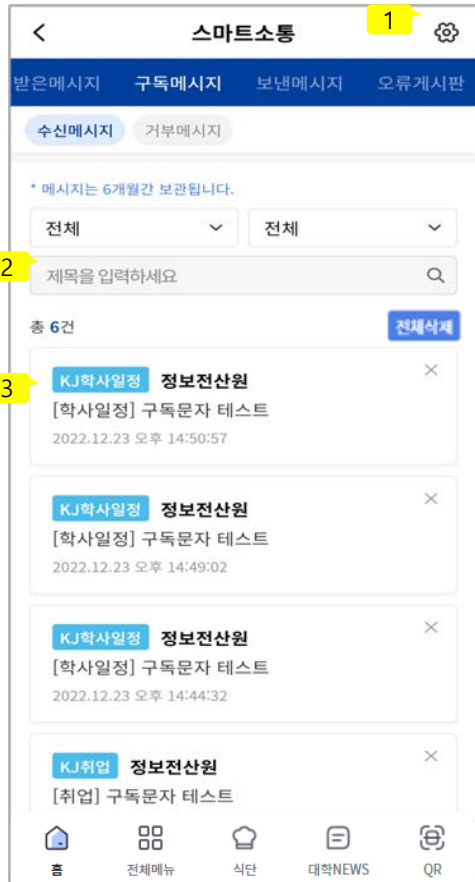 스마트소통
1
받은메시지 구독메시지 보낸메시지 오류게시판
수신메시지 거부메시지
* 메시지는 6개월간 보관됩니다.
전체 전체
2
제목을 입력하세요
총 6건 전체삭제
3
KJ학사일정 정보전산원
[학사일정] 구독문자 테스트
2022.12.23 오후 14:50:57
KJ학사일정 정보전산원
[학사일정] 구독문자 테스트
2022.12.23 오후 14:49:02
KJ학사일정 정보전산원
[학사일정] 구독문자 테스트
2022.12.23 오후 14:44:32
KJ취업 정보전산원
[취업] 구독문자 테스트
홈 전체메뉴 식단 대학NEWS QR